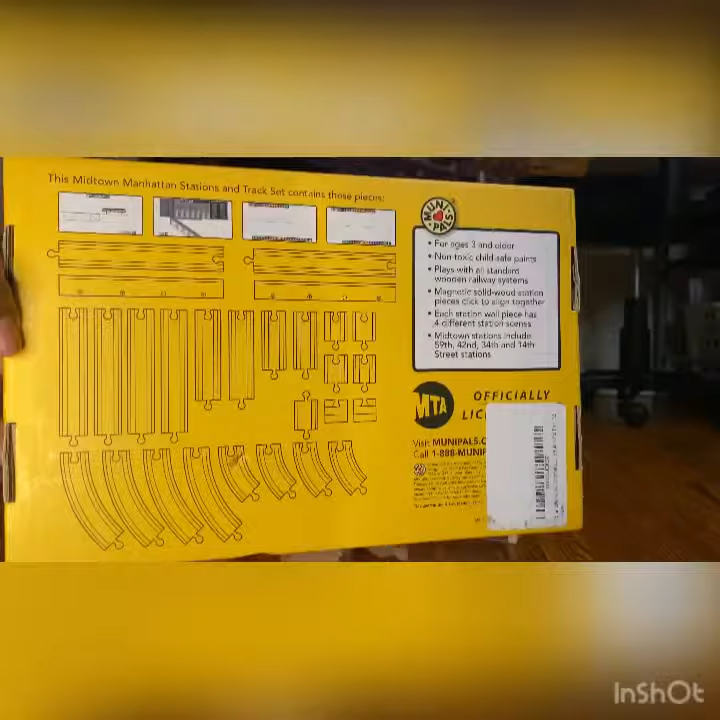 This Midtown Manhattan Stations and Track Set contains these pieces:
MUNI PALS
• For ages 3 and older
• Non-toxic child-safe paints
• Plays with all standard
wooden railway systems
• Magnetic solid-wood station
pieces click to align together
• Each station wall piece has
4 different station scenes
• Midtown stations include
59th, 42nd, 34th and 14th
Street stations
MTA
OFFICIALLY
LIC
Visit MUNIPALS.C
Call 1-888-MUNIP
InShOt